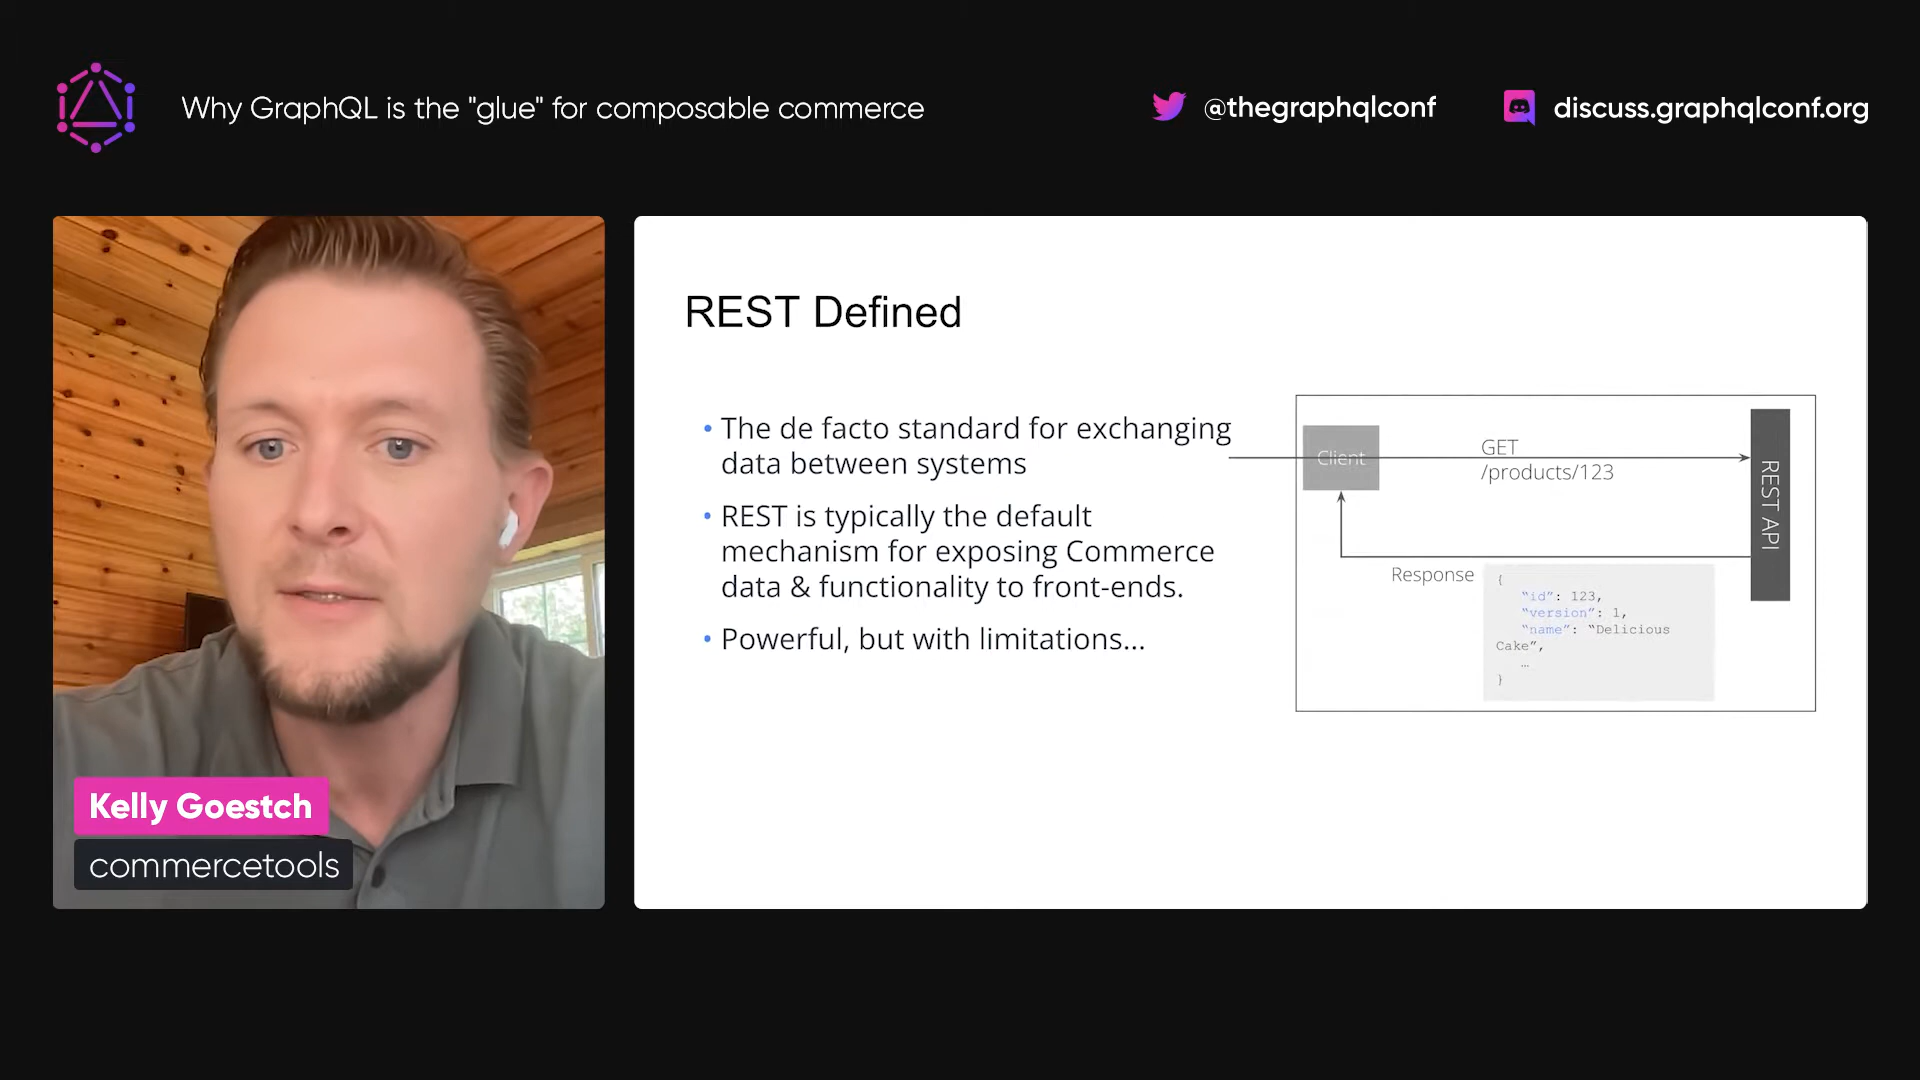 Why GraphQL is the "glue" for composable commerce
@thegraphqlconf
discuss.graphqlconf.org
REST Defined
• The de facto standard for exchanging
data between systems
• REST is typically the default
mechanism for exposing Commerce
data & functionality to front-ends.
• Powerful, but with limitations...
Client
GET
/products/123
REST API
Response
{
"id": 123,
"version": 1,
"name": “Delicious
Cake”,
…
}
Kelly Goestch
commercetools